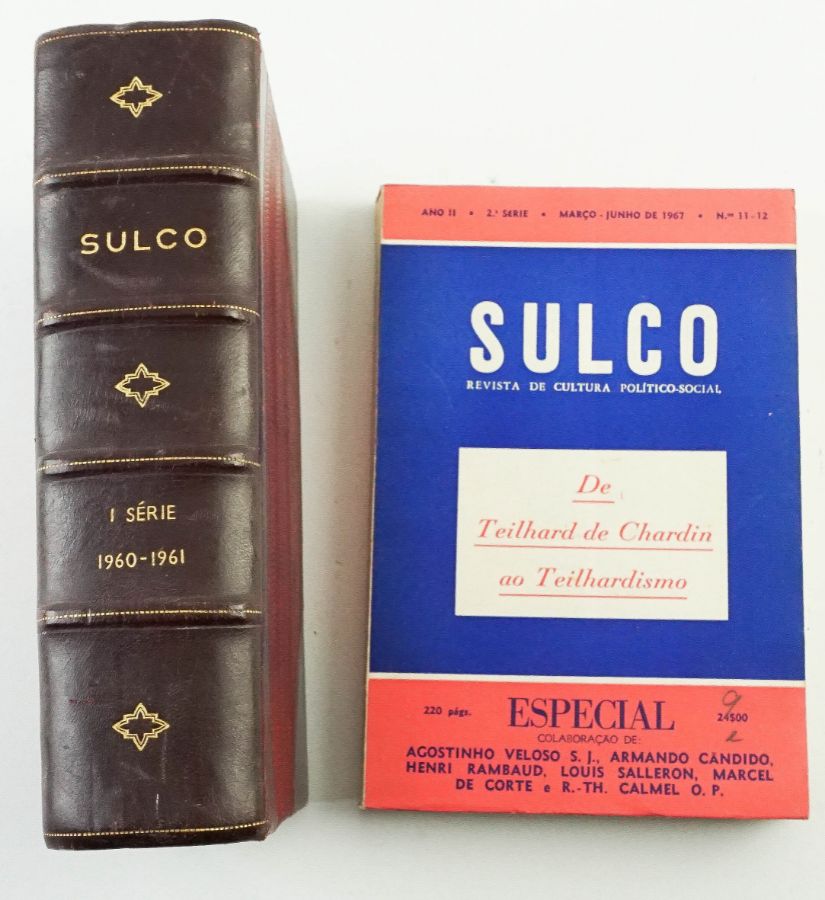 SULCO
I SÉRIE
1960-1961
ANO II • 2.ª SÉRIE • MARÇO - JUNHO DE 1967 • N.os 11-12
SULCO
REVISTA DE CULTURA POLÍTICO-SOCIAL
De
Teilhard de Chardin
ao Teilhardismo
220 págs. ESPECIAL 24$00
COLABORAÇÃO DE:
AGOSTINHO VELOSO S. J., ARMANDO CÂNDIDO,
HENRI RAMBAUD, LOUIS SALLERON, MARCEL
DE CORTE e R.-TH. CALMEL O. P.